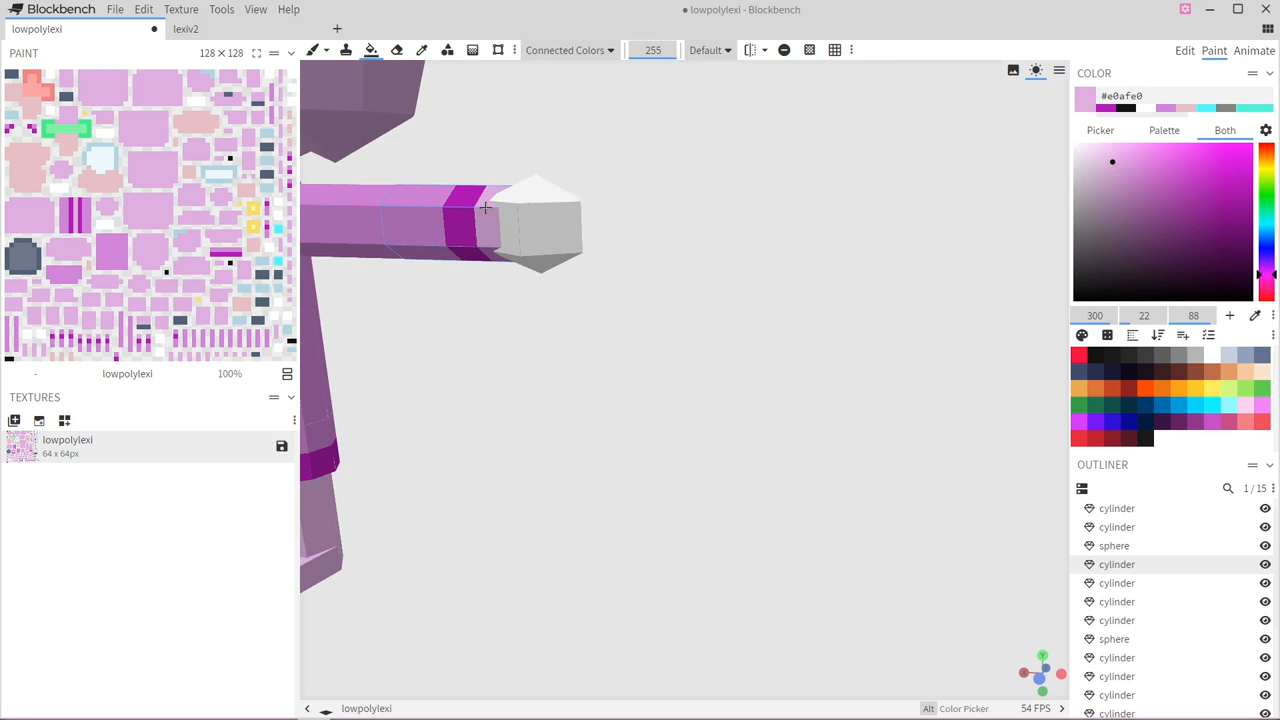 Blockbench File Edit Texture Tools View Help
● lowpolylexi - Blockbench
lowpolylexi lexiv2
PAINT 128 × 128
Connected Colors 255 Default
Edit Paint Animate
COLOR
#e0afe0
Picker Palette Both
300 22 88
- lowpolylexi 100%
TEXTURES
lowpolylexi
64 x 64px
OUTLINER
1 / 15
cylinder
cylinder
sphere
cylinder
cylinder
cylinder
cylinder
sphere
cylinder
cylinder
cylinder
cylinder
lowpolylexi Alt Color Picker 54 FPS